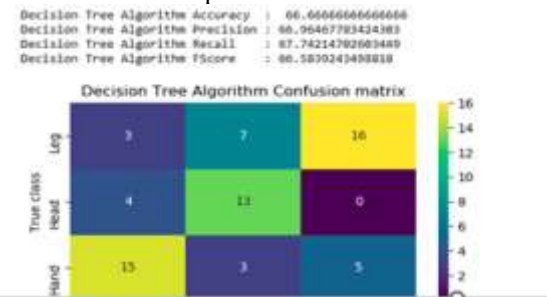 Decision Tree Algorithm Accuracy : 66.66666666666666
Decision Tree Algorithm Precision : 66.96467783424383
Decision Tree Algorithm Recall : 67.74214702603449
Decision Tree Algorithm FScore : 66.5839243498818
Decision Tree Algorithm Confusion matrix
Leg 3 7 16
Head 4 13 0
Hand 15 3 5
True class
16
14
12
10
8
6
4
2